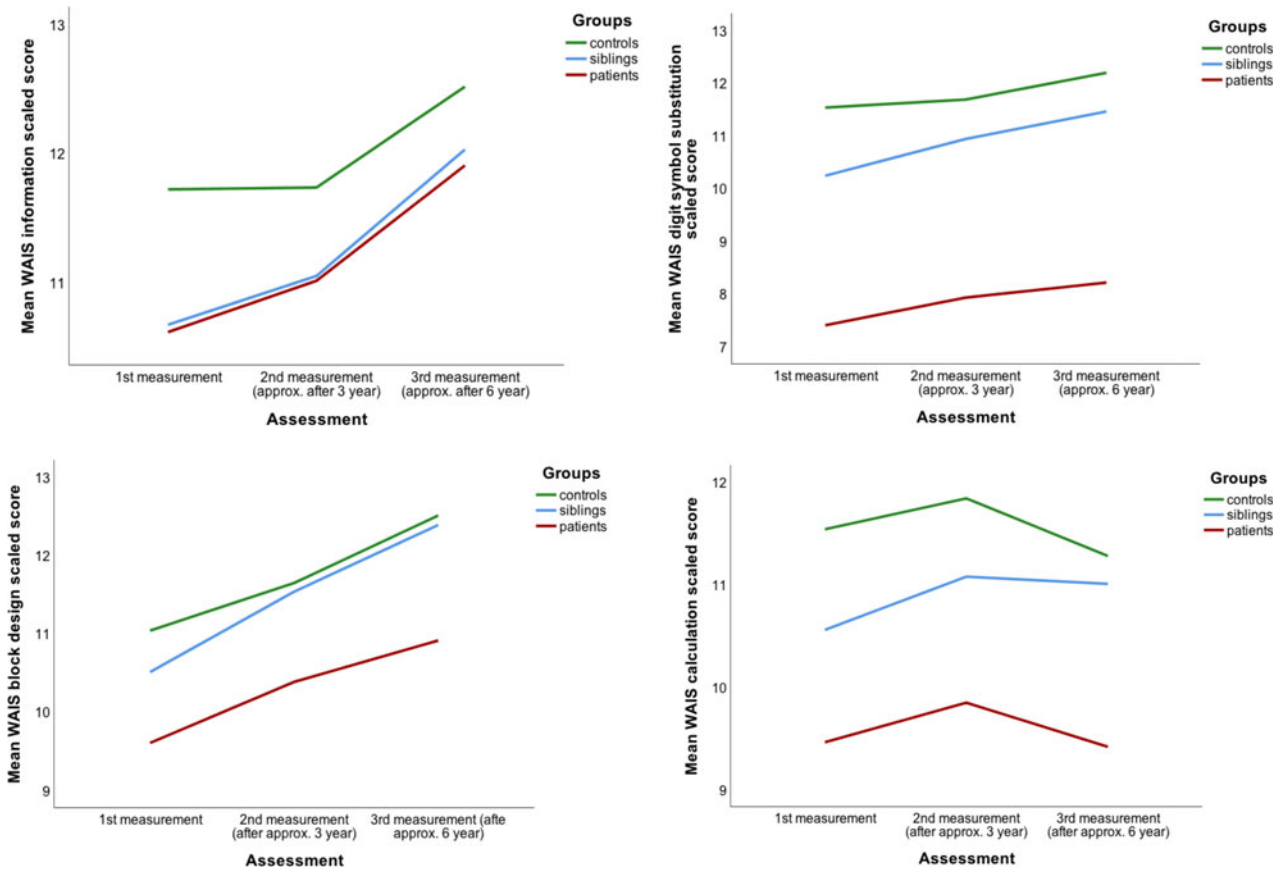 Mean WAIS information scaled score
13
12
11
Groups
controls
siblings
patients
1st measurement
2nd measurement
(approx. after 3 year)
3rd measurement
(approx. after 6 year)
Assessment
Mean WAIS digit symbol substitution
scaled score
13
12
11
10
9
8
7
Groups
controls
siblings
patients
1st measurement
2nd measurement
(approx. 3 year)
3rd measurement
(approx. 6 year)
Assessment
Mean WAIS block design scaled score
13
12
11
10
9
Groups
controls
siblings
patients
1st measurement
2nd measurement
(after approx. 3 year)
3rd measurement (afte
approx. 6 year)
Assessment
Mean WAIS calculation scaled score
12
11
10
9
Groups
controls
siblings
patients
1st measurement
2nd measurement
(after approx. 3 year)
3rd measurement
(after approx. 6 year)
Assessment